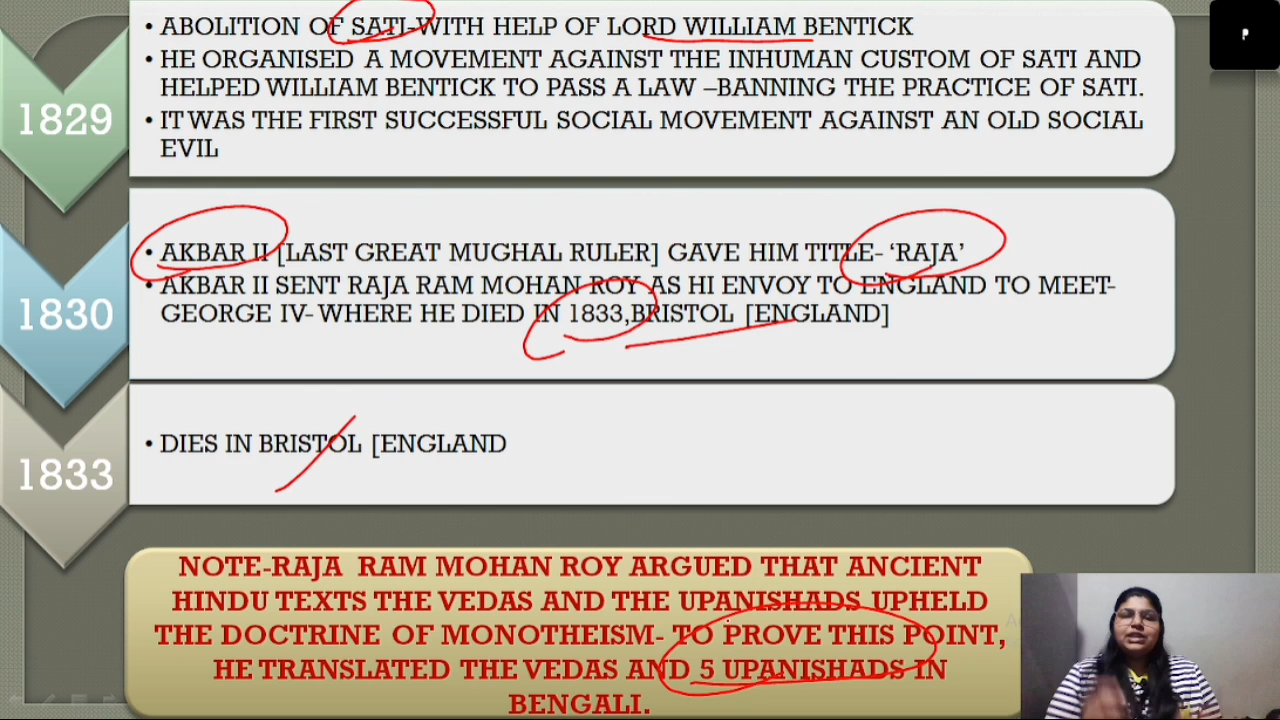 1829
• ABOLITION OF SATI-WITH HELP OF LORD WILLIAM BENTICK
• HE ORGANISED A MOVEMENT AGAINST THE INHUMAN CUSTOM OF SATI AND
HELPED WILLIAM BENTICK TO PASS A LAW –BANNING THE PRACTICE OF SATI.
• IT WAS THE FIRST SUCCESSFUL SOCIAL MOVEMENT AGAINST AN OLD SOCIAL
EVIL
1830
• AKBAR II [LAST GREAT MUGHAL RULER] GAVE HIM TITLE- ‘RAJA’
• AKBAR II SENT RAJA RAM MOHAN ROY AS HI ENVOY TO ENGLAND TO MEET-
GEORGE IV- WHERE HE DIED IN 1833,BRISTOL [ENGLAND]
1833
• DIES IN BRISTOL [ENGLAND
NOTE-RAJA RAM MOHAN ROY ARGUED THAT ANCIENT
HINDU TEXTS THE VEDAS AND THE UPANISHADS UPHELD
THE DOCTRINE OF MONOTHEISM- TO PROVE THIS POINT,
HE TRANSLATED THE VEDAS AND 5 UPANISHADS IN
BENGALI.